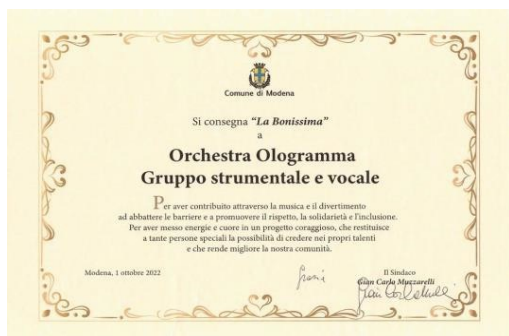 Comune di Modena
Si consegna "La Bonissima"
a
Orchestra Ologramma
Gruppo strumentale e vocale
Per aver contribuito attraverso la musica e il divertimento
ad abbattere le barriere e a promuovere il rispetto, la solidarietà e l'inclusione.
Per aver messo energie e cuore in un progetto coraggioso, che restituisce
a tante persone speciali la possibilità di credere nei propri talenti
e che rende migliore la nostra comunità.
Modena, 1 ottobre 2022
Il Sindaco
Gian Carlo Muzzarelli